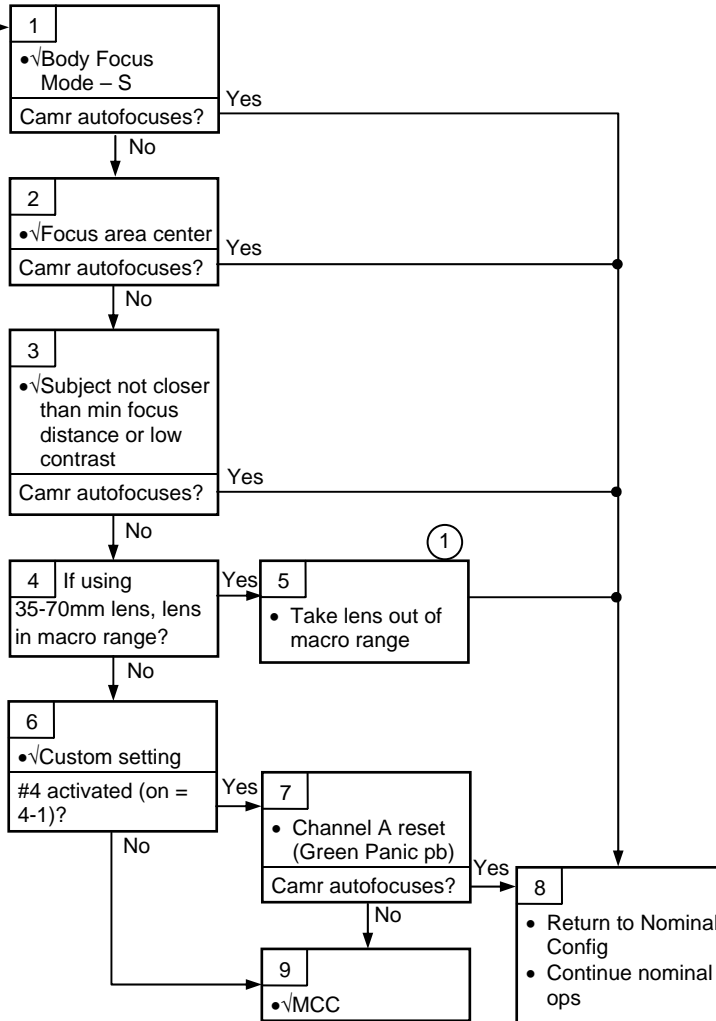 1
•√Body Focus
Mode – S
Camr autofocuses?
Yes
No
2
•√Focus area center
Camr autofocuses?
Yes
No
3
•√Subject not closer
than min focus
distance or low
contrast
Camr autofocuses?
Yes
No
4 If using
35-70mm lens, lens
in macro range?
Yes
No
1
5
• Take lens out of
macro range
6
•√Custom setting
#4 activated (on =
4-1)?
Yes
No
7
• Channel A reset
(Green Panic pb)
Camr autofocuses?
Yes
No
8
• Return to Nominal
Config
• Continue nominal
ops
9
•√MCC